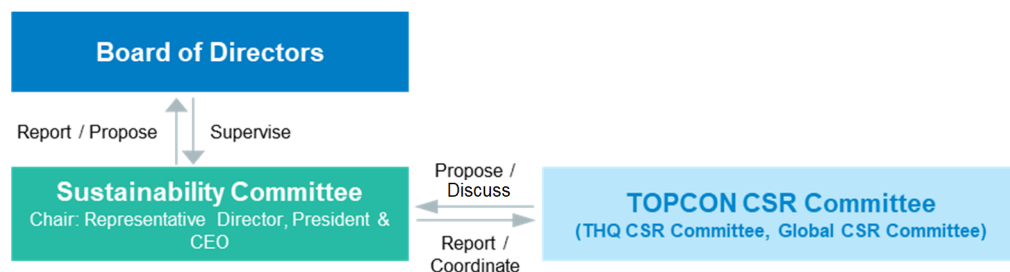 Board of Directors
Report / Propose
Supervise
Sustainability Committee
Chair: Representative Director, President &
CEO
Propose /
Discuss
Report /
Coordinate
TOPCON CSR Committee
(THQ CSR Committee, Global CSR Committee)